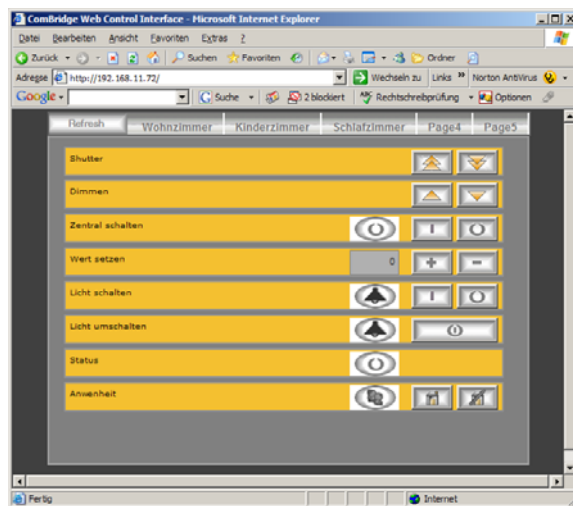 ComBridge Web Control Interface - Microsoft Internet Explorer
Datei Bearbeiten Ansicht Favoriten Extras ?
Zurück Suchen Favoriten Ordner
Adresse http://192.168.11.72/ Wechseln zu Links » Norton AntiVirus
Google Suche 2 blockiert ABC Rechtschreibprüfung Optionen
Refresh Wohnzimmer Kinderzimmer Schlafzimmer Page4 Page5
Shutter
Dimmen
Zentral schalten I
Wert setzen 0 + -
Licht schalten I
Licht umschalten
Status
Anwenheit
Fertig Internet